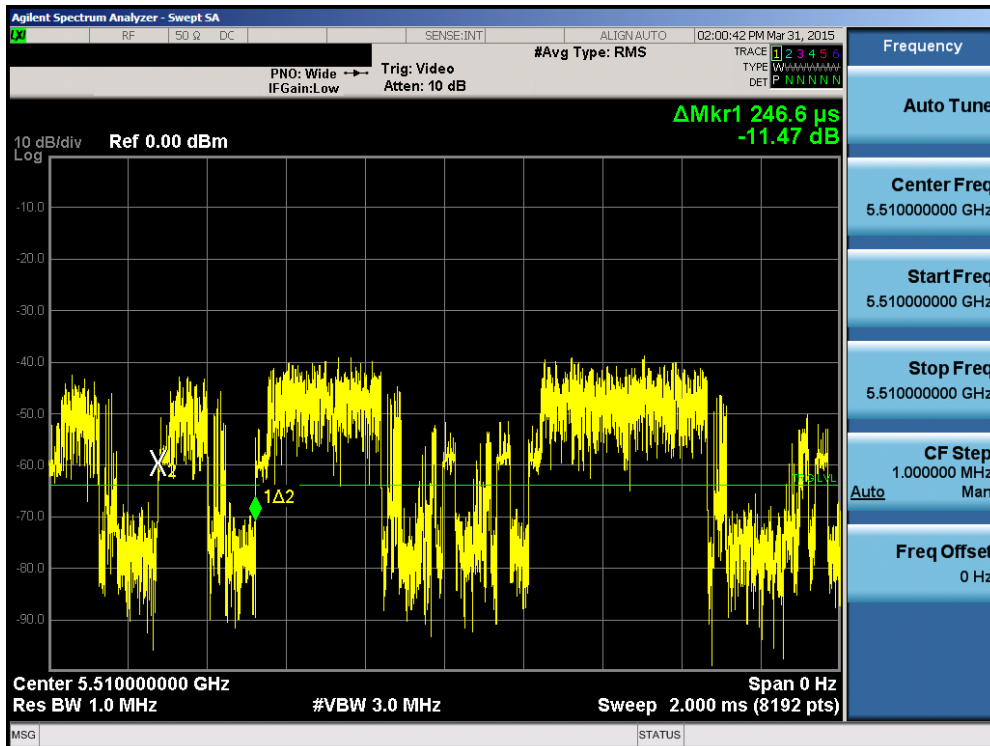 Agilent Spectrum Analyzer - Swept SA
LXI RF 50 Ω DC SENSE:INT ALIGN AUTO 02:00:42 PM Mar 31, 2015
#Avg Type: RMS
TRACE 1 2 3 4 5 6
TYPE W
DET P N N N N N
PNO: Wide
IFGain:Low
Trig: Video
Atten: 10 dB
ΔMkr1 246.6 µs
-11.47 dB
10 dB/div
Log
Ref 0.00 dBm
-10.0
-20.0
-30.0
-40.0
-50.0
-60.0
-70.0
-80.0
-90.0
2
1Δ2
TRIG LVL
Center 5.510000000 GHz
Span 0 Hz
Res BW 1.0 MHz
#VBW 3.0 MHz
Sweep 2.000 ms (8192 pts)
MSG
STATUS
Frequency
Auto Tune
Center Freq
5.510000000 GHz
Start Freq
5.510000000 GHz
Stop Freq
5.510000000 GHz
CF Step
1.000000 MHz
Auto Man
Freq Offset
0 Hz